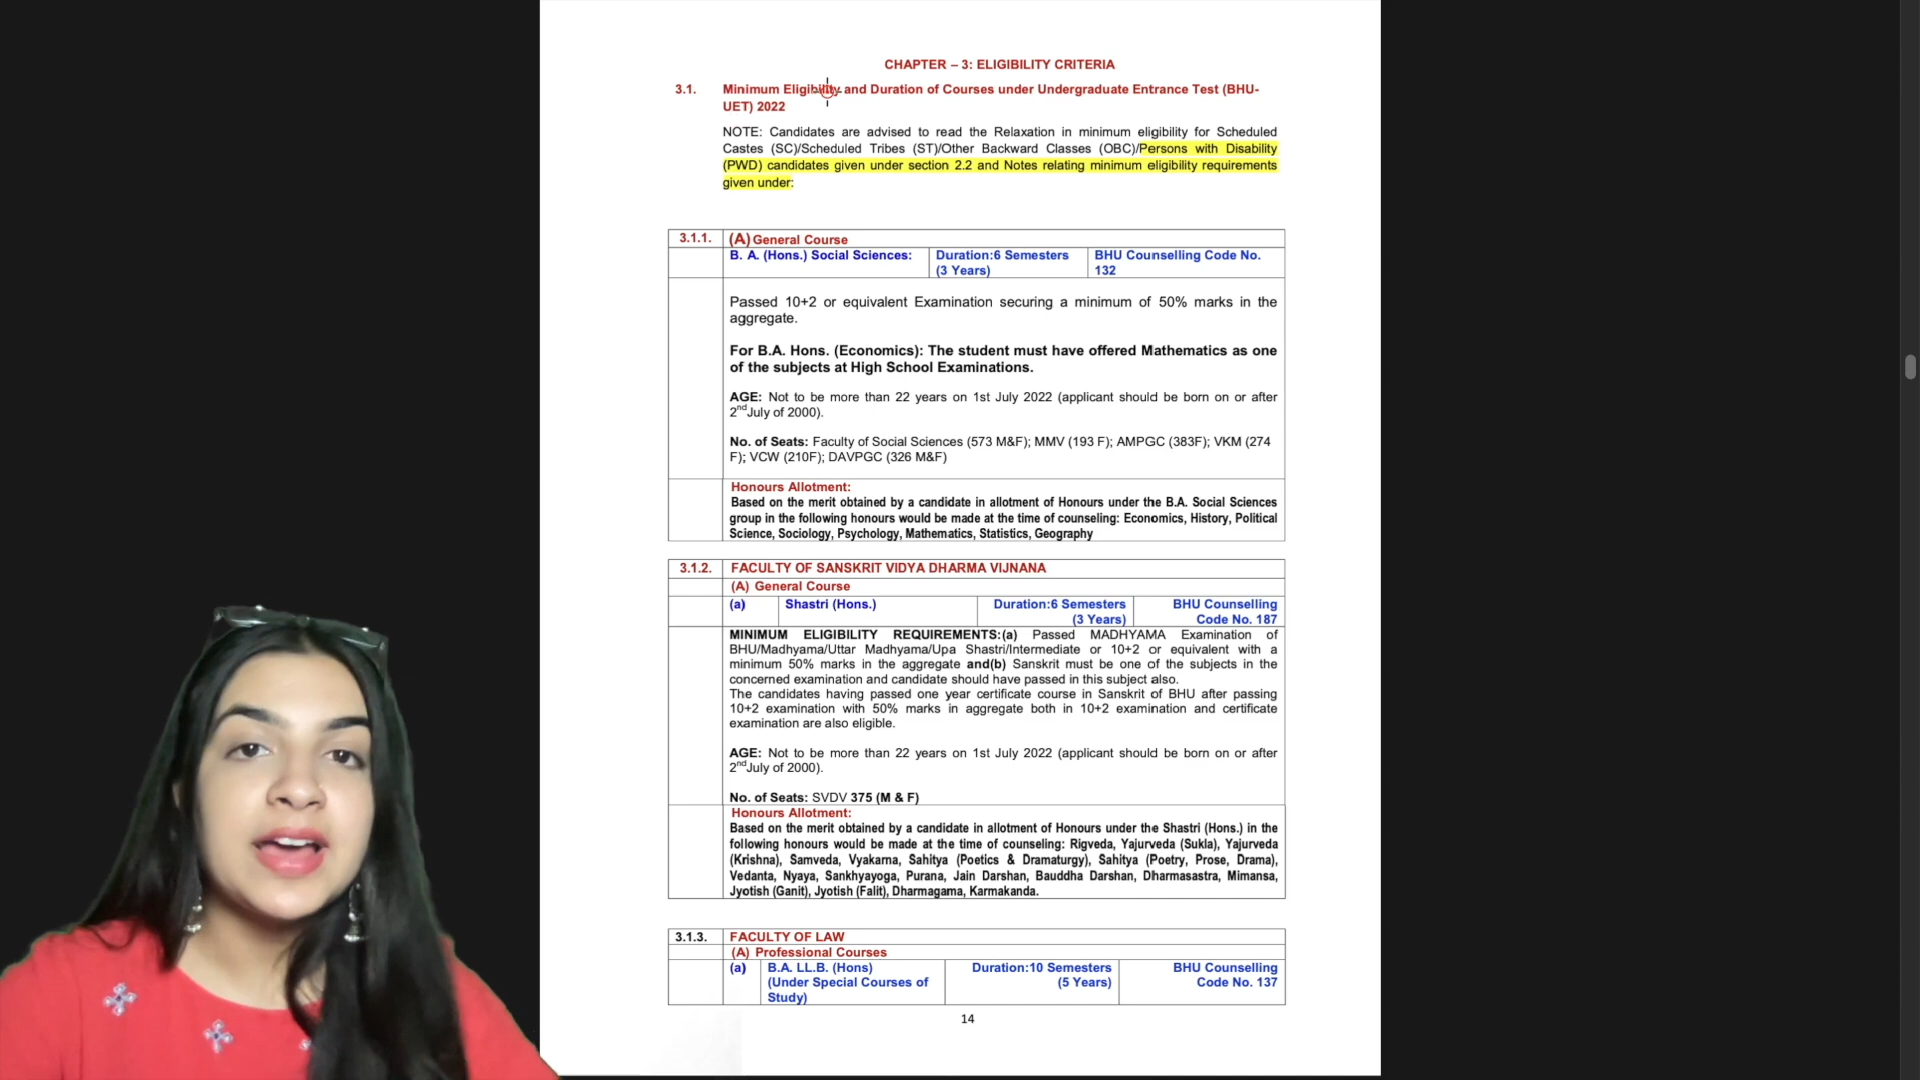 CHAPTER – 3: ELIGIBILITY CRITERIA
3.1. Minimum Eligibility and Duration of Courses under Undergraduate Entrance Test (BHU-
UET) 2022
NOTE: Candidates are advised to read the Relaxation in minimum eligibility for Scheduled
Castes (SC)/Scheduled Tribes (ST)/Other Backward Classes (OBC)/Persons with Disability
(PWD) candidates given under section 2.2 and Notes relating minimum eligibility requirements
given under:
3.1.1. (A) General Course
B. A. (Hons.) Social Sciences: Duration:6 Semesters BHU Counselling Code No.
(3 Years) 132
Passed 10+2 or equivalent Examination securing a minimum of 50% marks in the
aggregate.
For B.A. Hons. (Economics): The student must have offered Mathematics as one
of the subjects at High School Examinations.
AGE: Not to be more than 22 years on 1st July 2022 (applicant should be born on or after
2nd July of 2000).
No. of Seats: Faculty of Social Sciences (573 M&F); MMV (193 F); AMPGC (383F); VKM (274
F); VCW (210F); DAVPGC (326 M&F)
Honours Allotment:
Based on the merit obtained by a candidate in allotment of Honours under the B.A. Social Sciences
group in the following honours would be made at the time of counseling: Economics, History, Political
Science, Sociology, Psychology, Mathematics, Statistics, Geography
3.1.2. FACULTY OF SANSKRIT VIDYA DHARMA VIJNANA
(A) General Course
(a) Shastri (Hons.) Duration:6 Semesters BHU Counselling
(3 Years) Code No. 187
MINIMUM ELIGIBILITY REQUIREMENTS:(a) Passed MADHYAMA Examination of
BHU/Madhyama/Uttar Madhyama/Upa Shastri/Intermediate or 10+2 or equivalent with a
minimum 50% marks in the aggregate and(b) Sanskrit must be one of the subjects in the
concerned examination and candidate should have passed in this subject also.
The candidates having passed one year certificate course in Sanskrit of BHU after passing
10+2 examination with 50% marks in aggregate both in 10+2 examination and certificate
examination are also eligible.
AGE: Not to be more than 22 years on 1st July 2022 (applicant should be born on or after
2nd July of 2000).
No. of Seats: SVDV 375 (M & F)
Honours Allotment:
Based on the merit obtained by a candidate in allotment of Honours under the Shastri (Hons.) in the
following honours would be made at the time of counseling: Rigveda, Yajurveda (Sukla), Yajurveda
(Krishna), Samveda, Vyakarna, Sahitya (Poetics & Dramaturgy), Sahitya (Poetry, Prose, Drama),
Vedanta, Nyaya, Sankhyayoga, Purana, Jain Darshan, Bauddha Darshan, Dharmasastra, Mimansa,
Jyotish (Ganit), Jyotish (Falit), Dharmagama, Karmakanda.
3.1.3. FACULTY OF LAW
(A) Professional Courses
(a) B.A. LL.B. (Hons) Duration:10 Semesters BHU Counselling
(Under Special Courses of (5 Years) Code No. 137
Study)
14